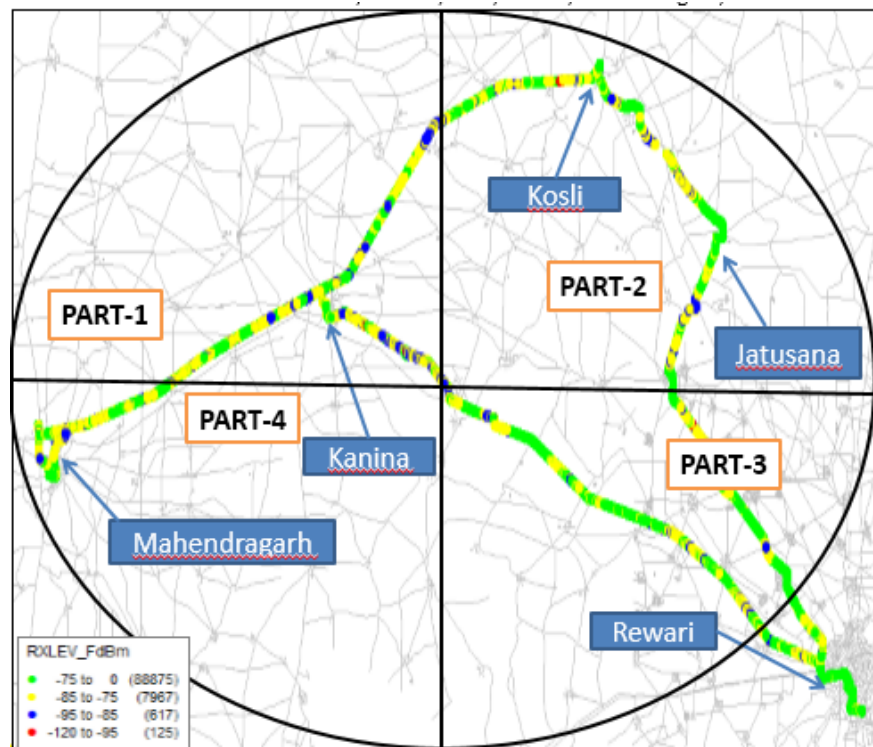 Kosli
PART-1
PART-2
Jatusana
PART-4
Kanina
PART-3
Mahendragarh
Rewari
RXLEV_FdBm
-75 to 0 (88875)
-85 to -75 (7967)
-95 to -85 (617)
-120 to -95 (125)